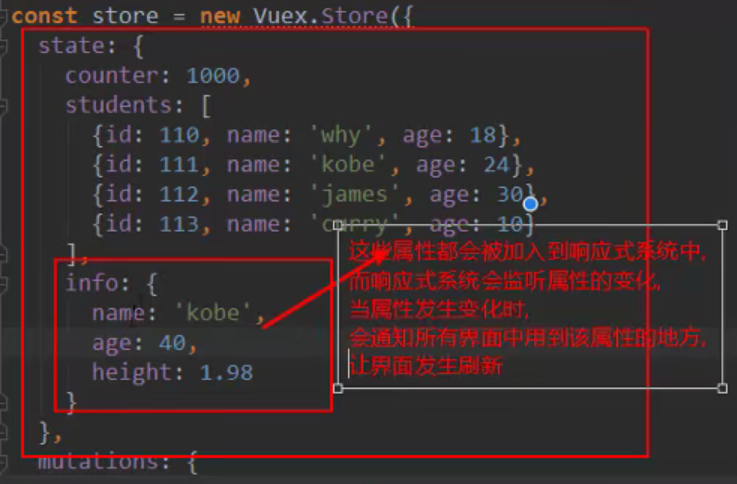 const store = new Vuex.Store({
state: {
counter: 1000,
students: [
{id: 110, name: 'why', age: 18},
{id: 111, name: 'kobe', age: 24},
{id: 112, name: 'james', age: 30},
{id: 113, name: 'curry', age: 10}
],
info: {
name: 'kobe',
age: 40,
height: 1.98
}
},
mutations: {
这些属性都会被加入到响应式系统中,
而响应式系统会监听属性的变化,
当属性发生变化时,
会通知所有界面中用到该属性的地方,
让界面发生刷新